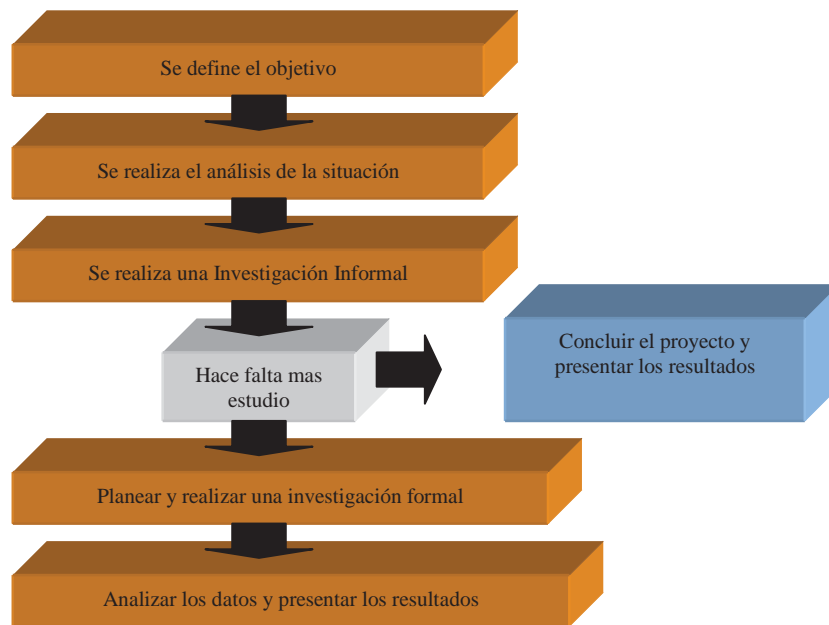 Se define el objetivo
Se realiza el análisis de la situación
Se realiza una Investigación Informal
Hace falta mas
estudio
Concluir el proyecto y
presentar los resultados
Planear y realizar una investigación formal
Analizar los datos y presentar los resultados